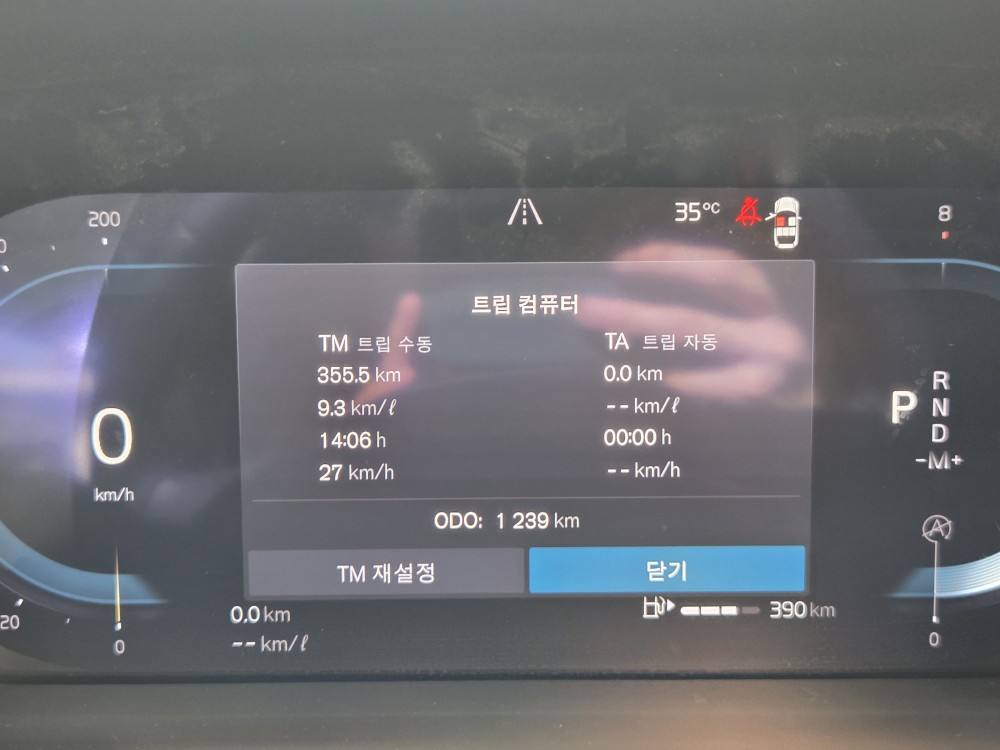 200
35°C
8
0
트립 컴퓨터
TM 트립 수동
TA 트립 자동
355.5 km
0.0 km
9.3 km/ℓ
-- km/ℓ
14:06 h
00:00 h
27 km/h
-- km/h
0
km/h
P
R
N
D
-M+
A
ODO: 1 239 km
TM 재설정
닫기
0.0 km
390 km
-- km/ℓ
20
0
0